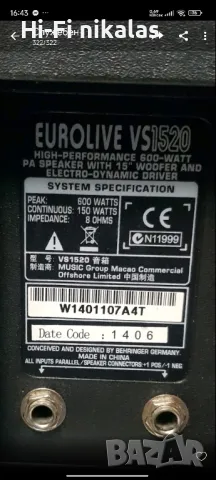 16:43
322/322
EUROLIVE VS1520
HIGH-PERFORMANCE 600-WATT
PA SPEAKER WITH 15" WOOFER AND
ELECTRO-DYNAMIC DRIVER
SYSTEM SPECIFICATION
PEAK: 600 WATTS
CONTINUOUS: 150 WATTS
IMPEDANCE: 8 OHMS
CE
N11999
型号: VS1520 音箱
制造商: MUSIC Group Macao Commercial
Offshore Limited 中国制造
W1401107A4T
Date Code : 1406
CONCEIVED AND DESIGNED BY BEHRINGER GERMANY.
MADE IN CHINA
ALL INPUTS PARALLEL/SPEAKER CONNECTORS:+1 POS/-1 NEG
BAZAR
bg